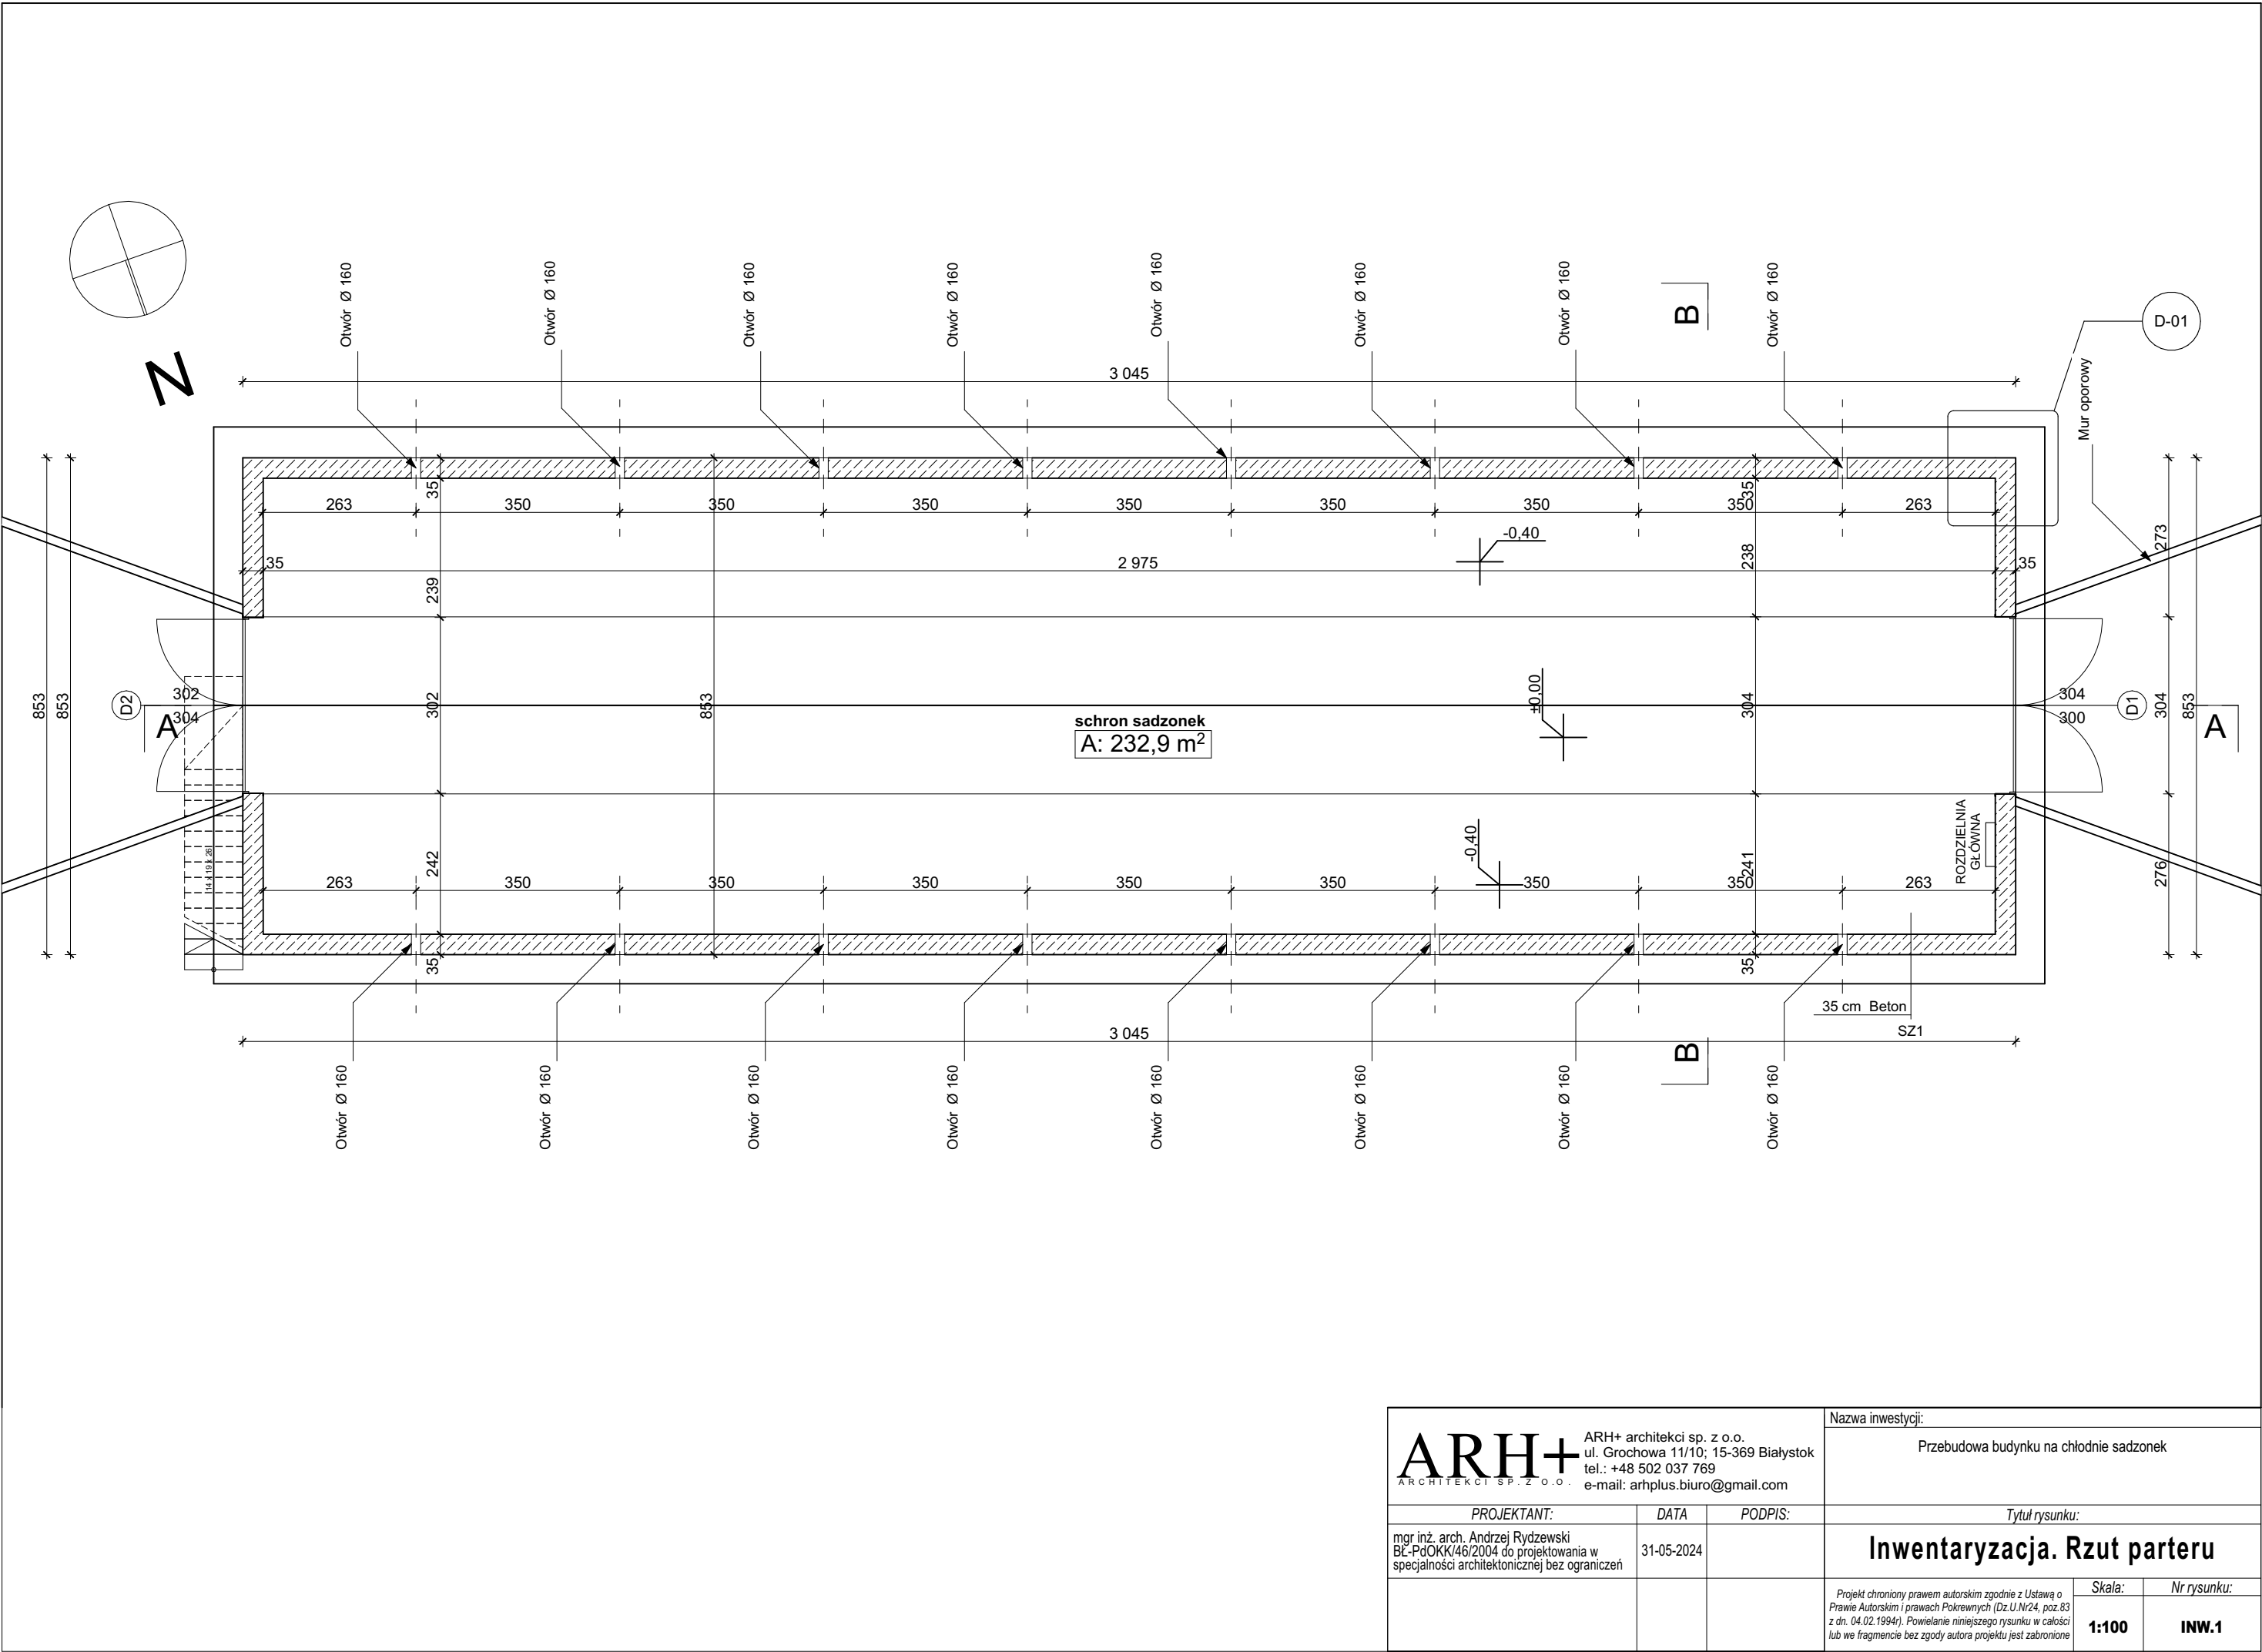 Otwór Ø 160
Otwór Ø 160
Otwór Ø 160
Otwór Ø 160
Otwór Ø 160
Otwór Ø 160
Otwór Ø 160
Otwór Ø 160
B
D-01
N
Mur oporowy
3 045
35
35
263
350
350
350
350
350
350
350
263
273
-0,40
35
2 975
35
239
238
853
853
D2
302
304
A
302
853
±0,00
304
304
300
D1
304
853
A
schron sadzonek
A: 232,9 m²
ROZDZIELNIA
GŁÓWNA
-0,40
14 x 19 x 26
242
241
276
263
350
350
350
350
350
350
350
263
35
35
35 cm Beton
SZ1
3 045
B
Otwór Ø 160
Otwór Ø 160
Otwór Ø 160
Otwór Ø 160
Otwór Ø 160
Otwór Ø 160
Otwór Ø 160
Otwór Ø 160
ARH+
ARCHITEKCI SP. Z O.O.
ARH+ architekci sp. z o.o.
ul. Grochowa 11/10; 15-369 Białystok
tel.: +48 502 037 769
e-mail: arhplus.biuro@gmail.com
Nazwa inwestycji:
Przebudowa budynku na chłodnie sadzonek
PROJEKTANT:
DATA
PODPIS:
Tytuł rysunku:
mgr inż. arch. Andrzej Rydzewski
BŁ-PdOKK/46/2004 do projektowania w
specjalności architektonicznej bez ograniczeń
31-05-2024
Inwentaryzacja. Rzut parteru
Projekt chroniony prawem autorskim zgodnie z Ustawą o
Prawie Autorskim i prawach Pokrewnych (Dz.U.Nr24, poz.83
z dn. 04.02.1994r). Powielanie niniejszego rysunku w całości
lub we fragmencie bez zgody autora projektu jest zabronione
Skala:
Nr rysunku:
1:100
INW.1